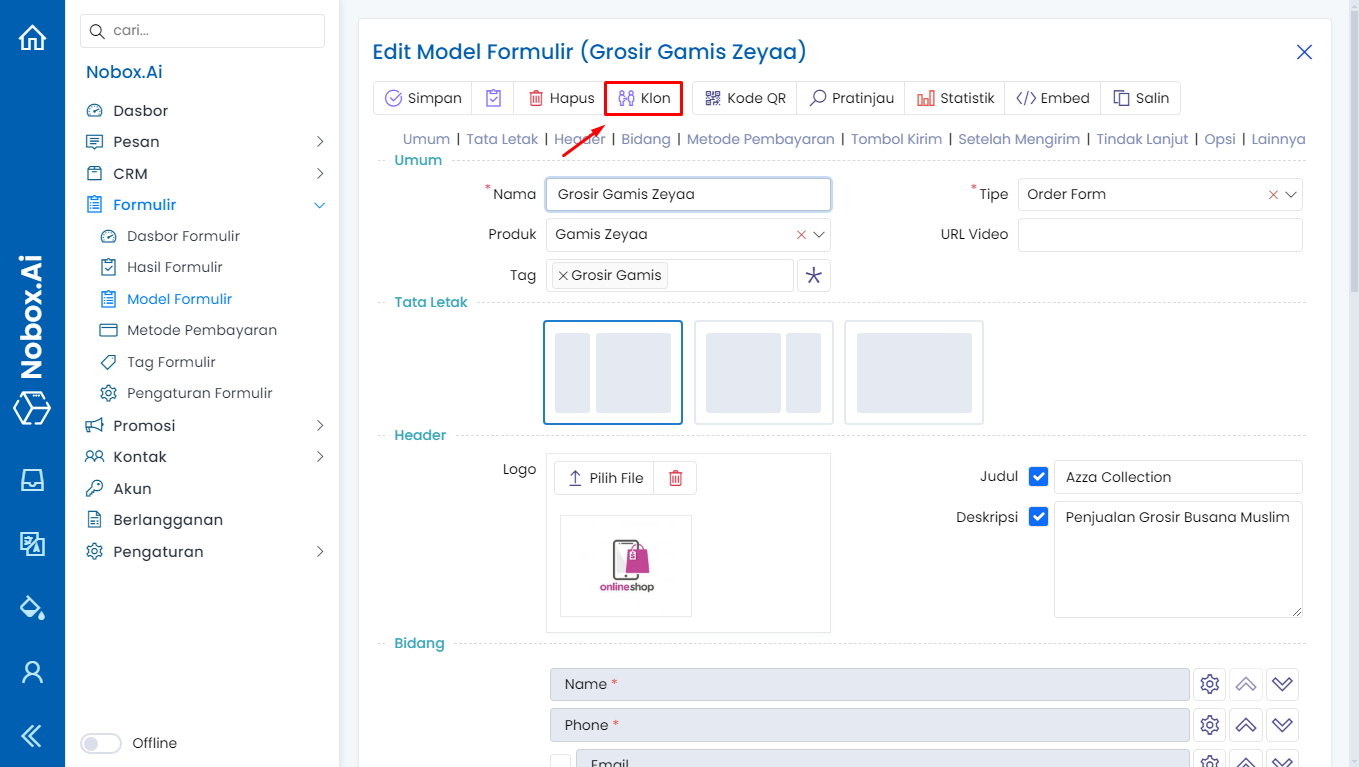 Nobox.Ai
cari...
Nobox.Ai
Dasbor
Pesan
CRM
Formulir
Dasbor Formulir
Hasil Formulir
Model Formulir
Metode Pembayaran
Tag Formulir
Pengaturan Formulir
Promosi
Kontak
Akun
Berlangganan
Pengaturan
Offline
Edit Model Formulir (Grosir Gamis Zeyaa)
Simpan Hapus Klon Kode QR Pratinjau Statistik Embed Salin
Umum | Tata Letak | Header | Bidang | Metode Pembayaran | Tombol Kirim | Setelah Mengirim | Tindak Lanjut | Opsi | Lainnya
Umum
* Nama Grosir Gamis Zeyaa * Tipe Order Form
Produk Gamis Zeyaa URL Video
Tag Grosir Gamis
Tata Letak
Header
Logo Pilih File Judul Azza Collection
Deskripsi Penjualan Grosir Busana Muslim
onlineshop
Bidang
Name *
Phone *
Email